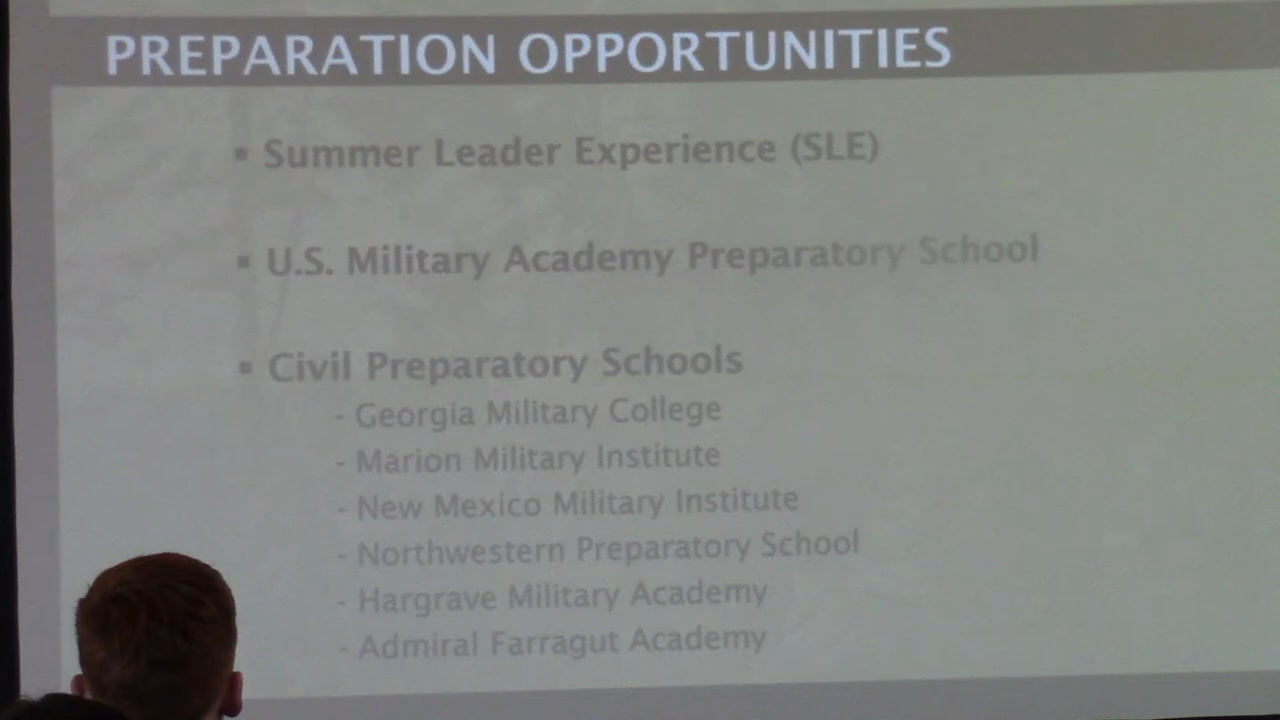 PREPARATION OPPORTUNITIES
▪ Summer Leader Experience (SLE)
▪ U.S. Military Academy Preparatory School
▪ Civil Preparatory Schools
- Georgia Military College
- Marion Military Institute
- New Mexico Military Institute
- Northwestern Preparatory School
- Hargrave Military Academy
- Admiral Farragut Academy